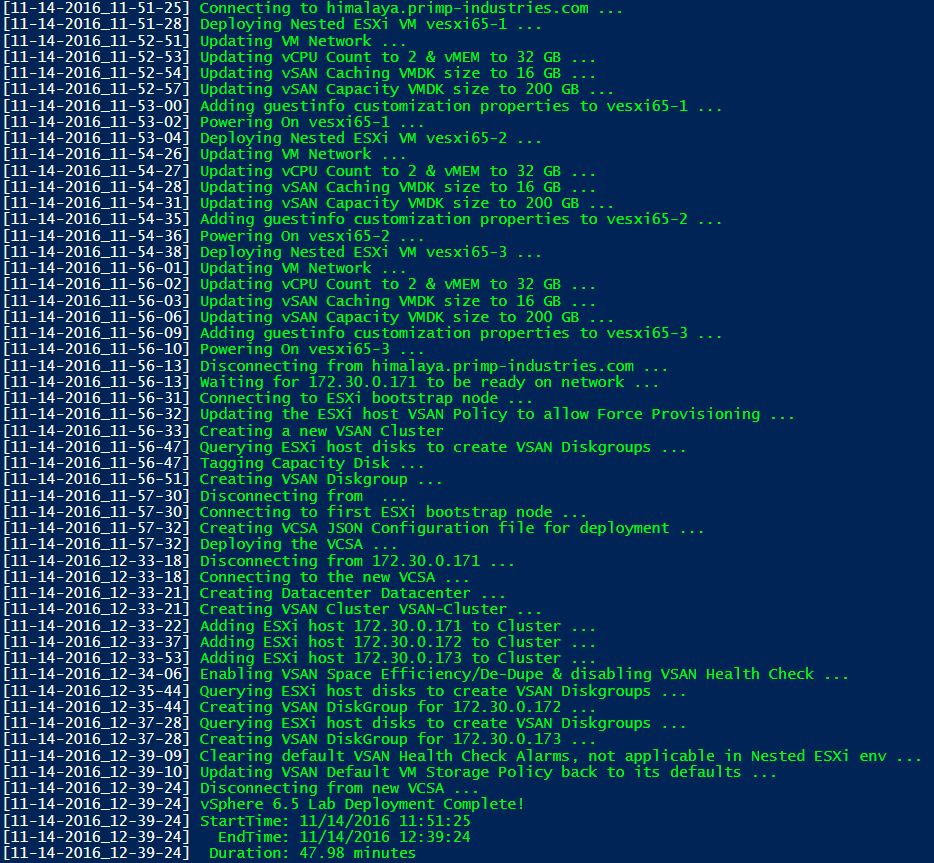 [11-14-2016_11-51-25] Connecting to himalaya.primp-industries.com ...
[11-14-2016_11-51-28] Deploying Nested ESXi VM vesxi65-1 ...
[11-14-2016_11-52-51] Updating VM Network ...
[11-14-2016_11-52-53] Updating vCPU Count to 2 & vMEM to 32 GB ...
[11-14-2016_11-52-54] Updating vSAN Caching VMDK size to 16 GB ...
[11-14-2016_11-52-57] Updating vSAN Capacity VMDK size to 200 GB ...
[11-14-2016_11-53-00] Adding guestinfo customization properties to vesxi65-1 ...
[11-14-2016_11-53-02] Powering On vesxi65-1 ...
[11-14-2016_11-53-04] Deploying Nested ESXi VM vesxi65-2 ...
[11-14-2016_11-54-26] Updating VM Network ...
[11-14-2016_11-54-27] Updating vCPU Count to 2 & vMEM to 32 GB ...
[11-14-2016_11-54-28] Updating vSAN Caching VMDK size to 16 GB ...
[11-14-2016_11-54-31] Updating vSAN Capacity VMDK size to 200 GB ...
[11-14-2016_11-54-35] Adding guestinfo customization properties to vesxi65-2 ...
[11-14-2016_11-54-36] Powering On vesxi65-2 ...
[11-14-2016_11-54-38] Deploying Nested ESXi VM vesxi65-3 ...
[11-14-2016_11-56-01] Updating VM Network ...
[11-14-2016_11-56-02] Updating vCPU Count to 2 & vMEM to 32 GB ...
[11-14-2016_11-56-03] Updating vSAN Caching VMDK size to 16 GB ...
[11-14-2016_11-56-06] Updating vSAN Capacity VMDK size to 200 GB ...
[11-14-2016_11-56-09] Adding guestinfo customization properties to vesxi65-3 ...
[11-14-2016_11-56-10] Powering On vesxi65-3 ...
[11-14-2016_11-56-13] Disconnecting from himalaya.primp-industries.com ...
[11-14-2016_11-56-13] Waiting for 172.30.0.171 to be ready on network ...
[11-14-2016_11-56-31] Connecting to ESXi bootstrap node ...
[11-14-2016_11-56-32] Updating the ESXi host VSAN Policy to allow Force Provisioning ...
[11-14-2016_11-56-33] Creating a new VSAN Cluster
[11-14-2016_11-56-47] Querying ESXi host disks to create VSAN Diskgroups ...
[11-14-2016_11-56-47] Tagging Capacity Disk ...
[11-14-2016_11-56-51] Creating VSAN Diskgroup ...
[11-14-2016_11-57-30] Disconnecting from  ...
[11-14-2016_11-57-30] Connecting to first ESXi bootstrap node ...
[11-14-2016_11-57-32] Creating VCSA JSON Configuration file for deployment ...
[11-14-2016_11-57-32] Deploying the VCSA ...
[11-14-2016_12-33-18] Disconnecting from 172.30.0.171 ...
[11-14-2016_12-33-18] Connecting to the new VCSA ...
[11-14-2016_12-33-21] Creating Datacenter Datacenter ...
[11-14-2016_12-33-21] Creating VSAN Cluster VSAN-Cluster ...
[11-14-2016_12-33-22] Adding ESXi host 172.30.0.171 to Cluster ...
[11-14-2016_12-33-37] Adding ESXi host 172.30.0.172 to Cluster ...
[11-14-2016_12-33-53] Adding ESXi host 172.30.0.173 to Cluster ...
[11-14-2016_12-34-06] Enabling VSAN Space Efficiency/De-Dupe & disabling VSAN Health Check ...
[11-14-2016_12-35-44] Querying ESXi host disks to create VSAN Diskgroups ...
[11-14-2016_12-35-44] Creating VSAN DiskGroup for 172.30.0.172 ...
[11-14-2016_12-37-28] Querying ESXi host disks to create VSAN Diskgroups ...
[11-14-2016_12-37-28] Creating VSAN DiskGroup for 172.30.0.173 ...
[11-14-2016_12-39-09] Clearing default VSAN Health Check Alarms, not applicable in Nested ESXi env ...
[11-14-2016_12-39-10] Updating VSAN Default VM Storage Policy back to its defaults ...
[11-14-2016_12-39-24] Disconnecting from new VCSA ...
[11-14-2016_12-39-24] vSphere 6.5 Lab Deployment Complete!
[11-14-2016_12-39-24] StartTime: 11/14/2016 11:51:25
[11-14-2016_12-39-24]   EndTime: 11/14/2016 12:39:24
[11-14-2016_12-39-24]  Duration: 47.98 minutes